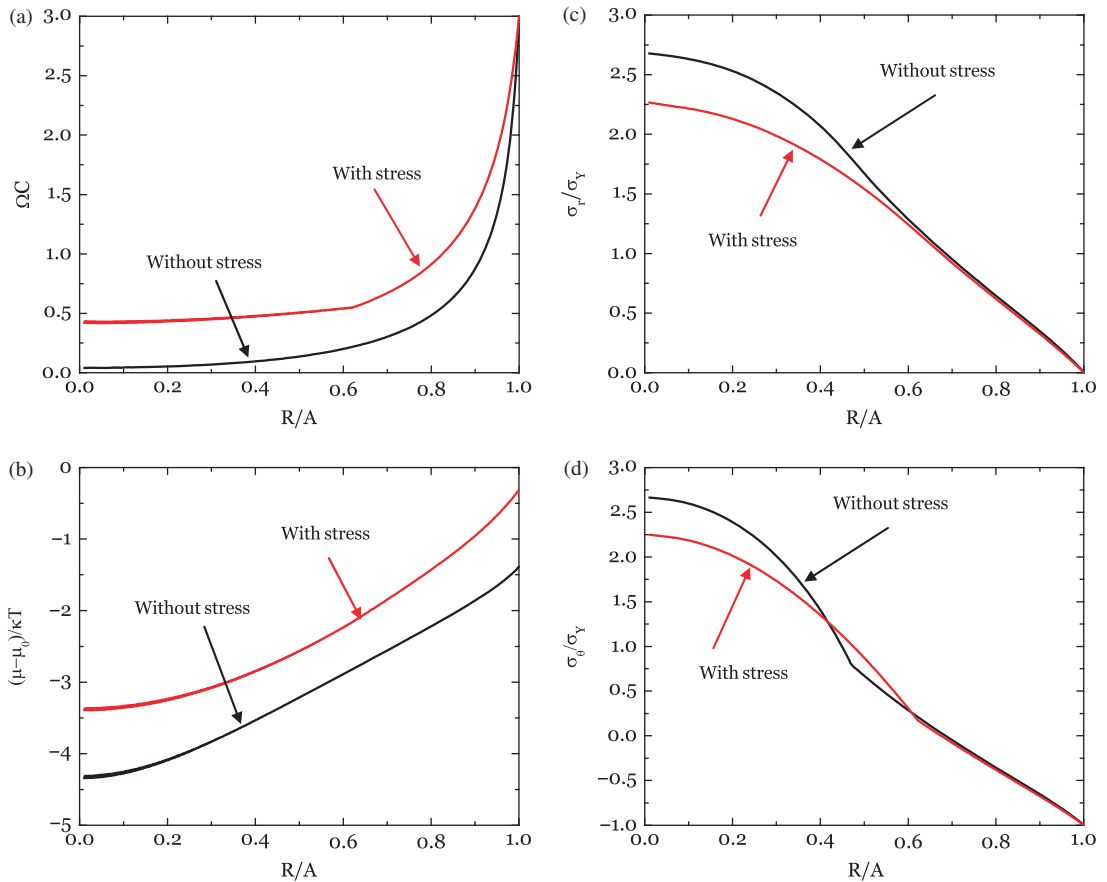 (a)
3.0
2.5
2.0
1.5
1.0
0.5
0.0
ΩC
With stress
Without stress
0.0 0.2 0.4 0.6 0.8 1.0
R/A
(c)
3.0
2.5
2.0
1.5
1.0
0.5
0.0
σr/σY
Without stress
With stress
0.0 0.2 0.4 0.6 0.8 1.0
R/A
(b)
0
−1
−2
−3
−4
−5
(μ−μ0)/κT
With stress
Without stress
0.0 0.2 0.4 0.6 0.8 1.0
R/A
(d)
3.0
2.5
2.0
1.5
1.0
0.5
0.0
−0.5
−1.0
σθ/σY
Without stress
With stress
0.0 0.2 0.4 0.6 0.8 1.0
R/A